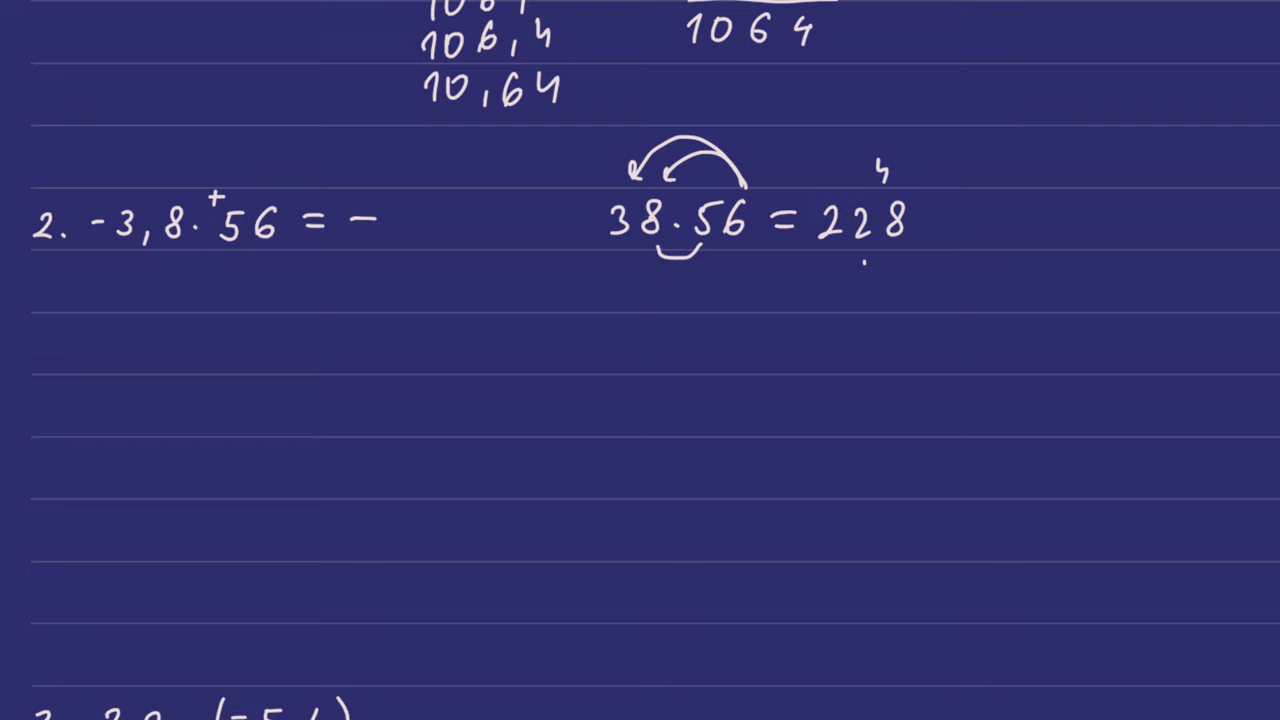 106,4
1064
10,64
4
2. -3,8·⁺56 = -
38·56 = 228